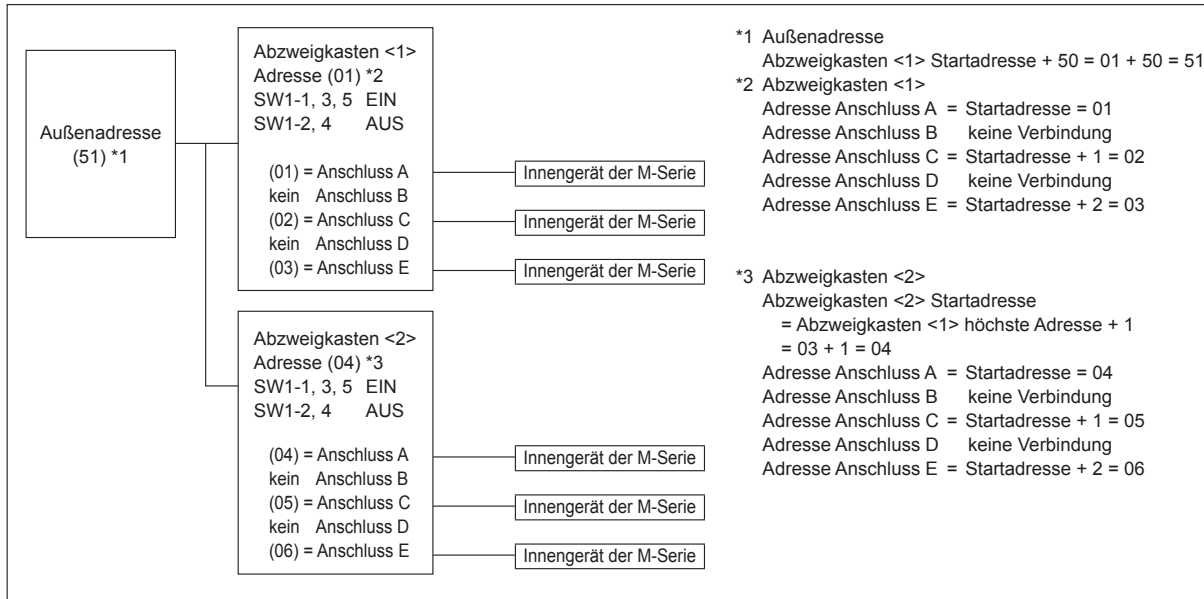 Außenadresse
(51) *1
Abzweigkasten <1>
Adresse (01) *2
SW1-1, 3, 5 EIN
SW1-2, 4 AUS
(01) = Anschluss A
kein Anschluss B
(02) = Anschluss C
kein Anschluss D
(03) = Anschluss E
Innengerät der M-Serie
Innengerät der M-Serie
Innengerät der M-Serie
Abzweigkasten <2>
Adresse (04) *3
SW1-1, 3, 5 EIN
SW1-2, 4 AUS
(04) = Anschluss A
kein Anschluss B
(05) = Anschluss C
kein Anschluss D
(06) = Anschluss E
Innengerät der M-Serie
Innengerät der M-Serie
Innengerät der M-Serie
*1 Außenadresse
Abzweigkasten <1> Startadresse + 50 = 01 + 50 = 51
*2 Abzweigkasten <1>
Adresse Anschluss A = Startadresse = 01
Adresse Anschluss B keine Verbindung
Adresse Anschluss C = Startadresse + 1 = 02
Adresse Anschluss D keine Verbindung
Adresse Anschluss E = Startadresse + 2 = 03
*3 Abzweigkasten <2>
Abzweigkasten <2> Startadresse
= Abzweigkasten <1> höchste Adresse + 1
= 03 + 1 = 04
Adresse Anschluss A = Startadresse = 04
Adresse Anschluss B keine Verbindung
Adresse Anschluss C = Startadresse + 1 = 05
Adresse Anschluss D keine Verbindung
Adresse Anschluss E = Startadresse + 2 = 06